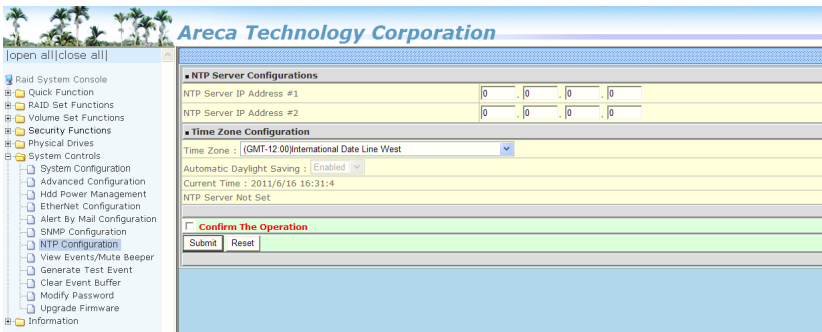 Areca Technology Corporation
|open all|close all|
Raid System Console
Quick Function
RAID Set Functions
Volume Set Functions
Security Functions
Physical Drives
System Controls
System Configuration
Advanced Configuration
Hdd Power Management
EtherNet Configuration
Alert By Mail Configuration
SNMP Configuration
NTP Configuration
View Events/Mute Beeper
Generate Test Event
Clear Event Buffer
Modify Password
Upgrade Firmware
Information
NTP Server Configurations
NTP Server IP Address #1 0 . 0 . 0 . 0
NTP Server IP Address #2 0 . 0 . 0 . 0
Time Zone Configuration
Time Zone : (GMT-12:00)International Date Line West
Automatic Daylight Saving : Enabled
Current Time : 2011/6/16 16:31:4
NTP Server Not Set
Confirm The Operation
Submit Reset